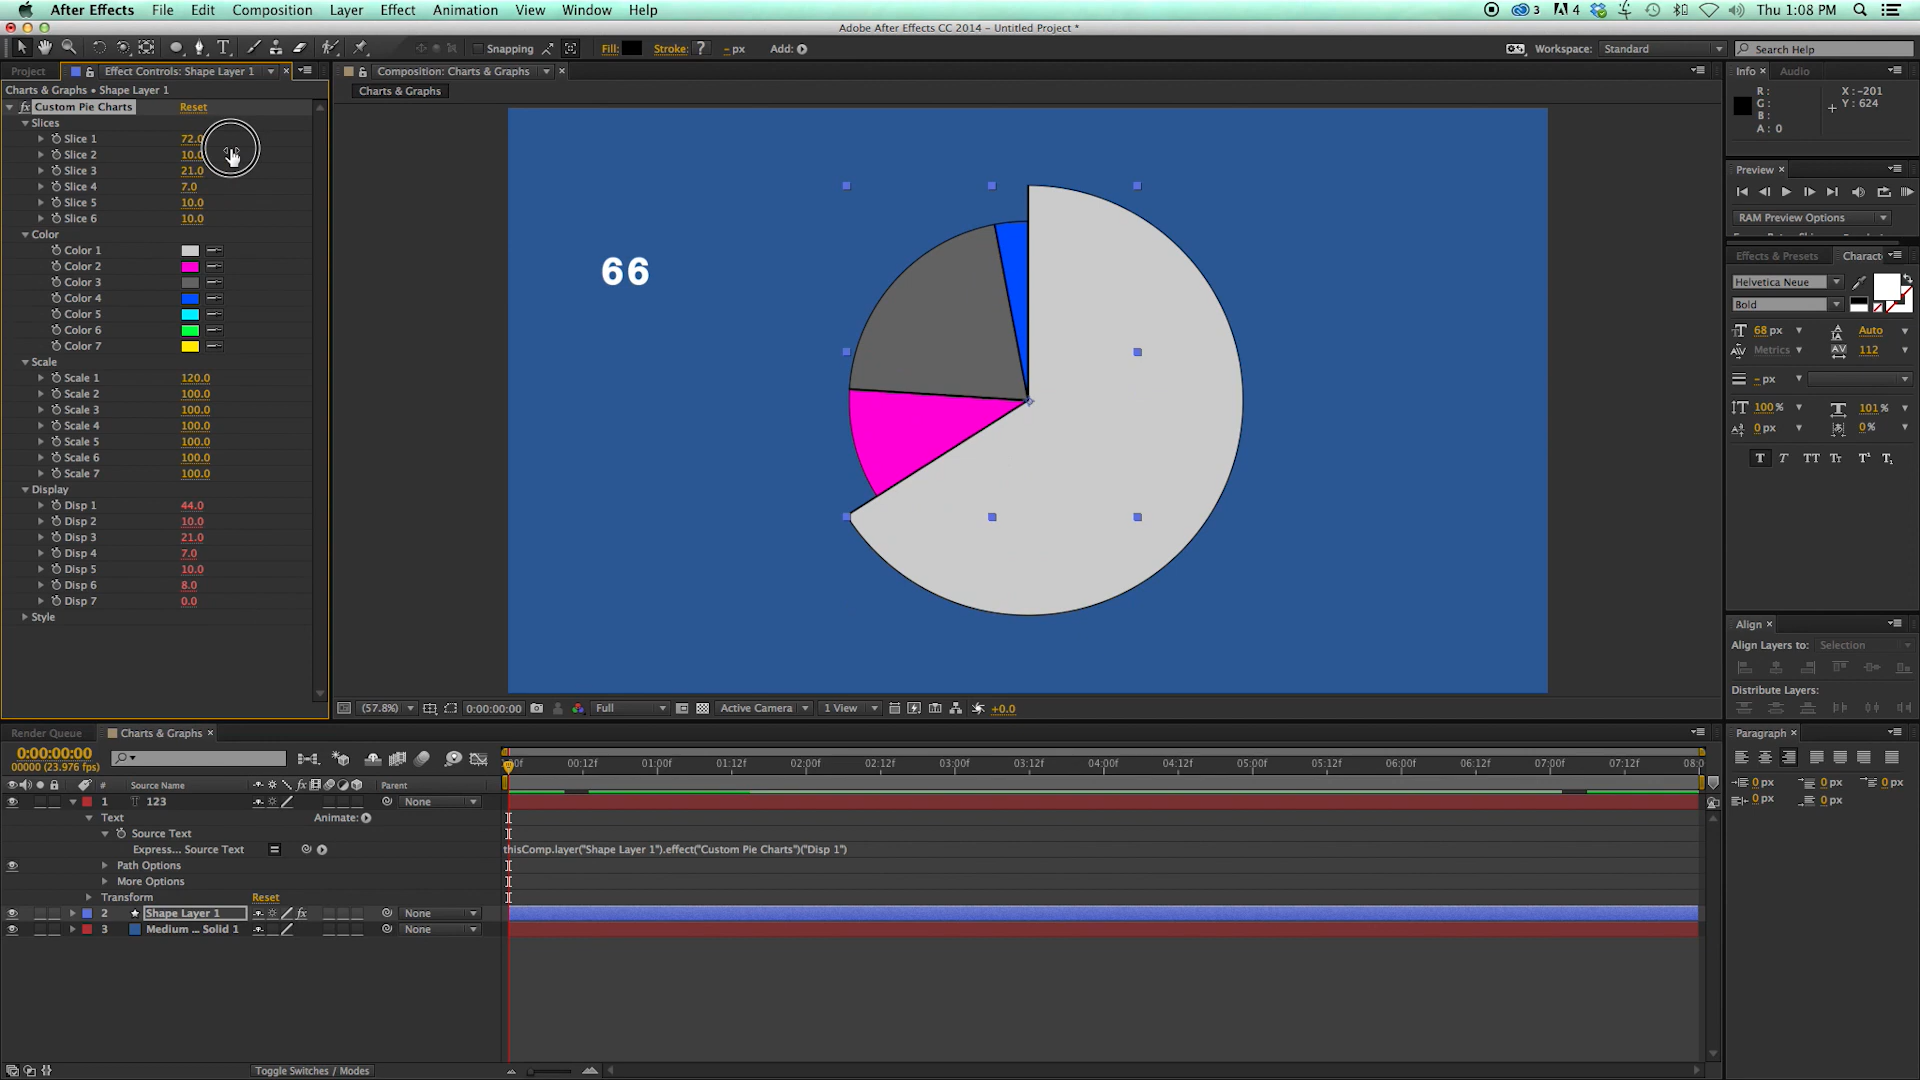 After Effects File Edit Composition Layer Effect Animation View Window Help 3 4 Thu 1:08 PM
Adobe After Effects CC 2014 - Untitled Project *
Snapping Fill: Stroke: ? - px Add: Workspace: Standard Search Help
Project Effect Controls: Shape Layer 1
Charts & Graphs • Shape Layer 1
fx Custom Pie Charts Reset
Slices
Slice 1 72.0
Slice 2 10.0
Slice 3 21.0
Slice 4 7.0
Slice 5 10.0
Slice 6 10.0
Color
Color 1
Color 2
Color 3
Color 4
Color 5
Color 6
Color 7
Scale
Scale 1 120.0
Scale 2 100.0
Scale 3 100.0
Scale 4 100.0
Scale 5 100.0
Scale 6 100.0
Scale 7 100.0
Display
Disp 1 44.0
Disp 2 10.0
Disp 3 21.0
Disp 4 7.0
Disp 5 10.0
Disp 6 8.0
Disp 7 0.0
Style
Composition: Charts & Graphs
Charts & Graphs
66
(57.8%) 0:00:00:00 Full Active Camera 1 View +0.0
Info Audio
R: X: -201
G: Y: 624
B:
A: 0
Preview
RAM Preview Options
Effects & Presets Charact
Helvetica Neue
Bold
68 px Auto
Metrics 112
- px
100 % 101 %
0 px 0 %
T T TT Tr T¹ T₁
Align
Align Layers to: Selection
Distribute Layers:
Paragraph
0 px 0 px 0 px
0 px 0 px
Render Queue Charts & Graphs
0:00:00:00
00000 (23.976 fps)
00:12f 01:00f 01:12f 02:00f 02:12f 03:00f 03:12f 04:00f 04:12f 05:00f 05:12f 06:00f 06:12f 07:00f 07:12f 08:0
# Source Name fx Parent
1 T 123 None
Text Animate:
Source Text
Express... Source Text thisComp.layer("Shape Layer 1").effect("Custom Pie Charts")("Disp 1")
Path Options
More Options
Transform Reset
2 Shape Layer 1 fx None
3 Medium ... Solid 1 None
Toggle Switches / Modes